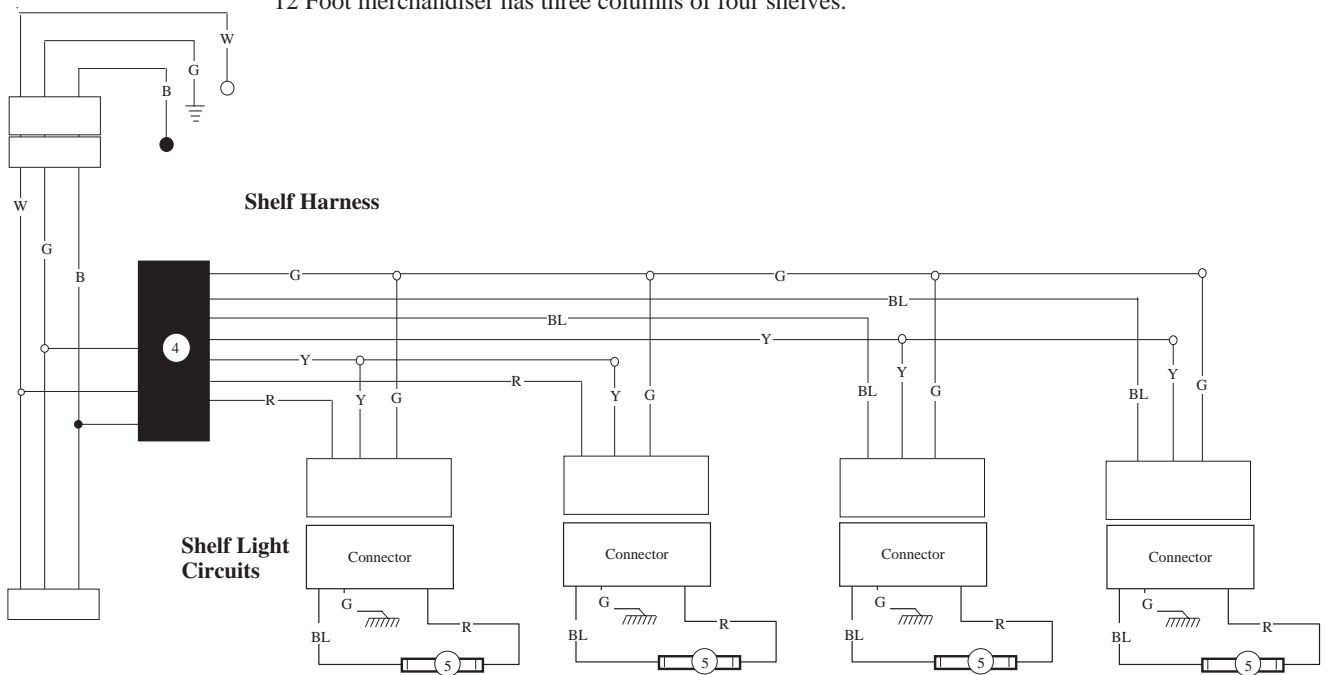 12 Foot merchandiser has three columns of four shelves.
W
G
B
Shelf Harness
W
G
B
G G
BL
BL
4
Y
Y
R
R
Y
G
Y
G
BL
Y
G
BL
Y
G
Shelf Light
Circuits
Connector
Connector
Connector
Connector
G
G
G
G
BL
R
BL
R
BL
R
BL
R
5
5
5
5